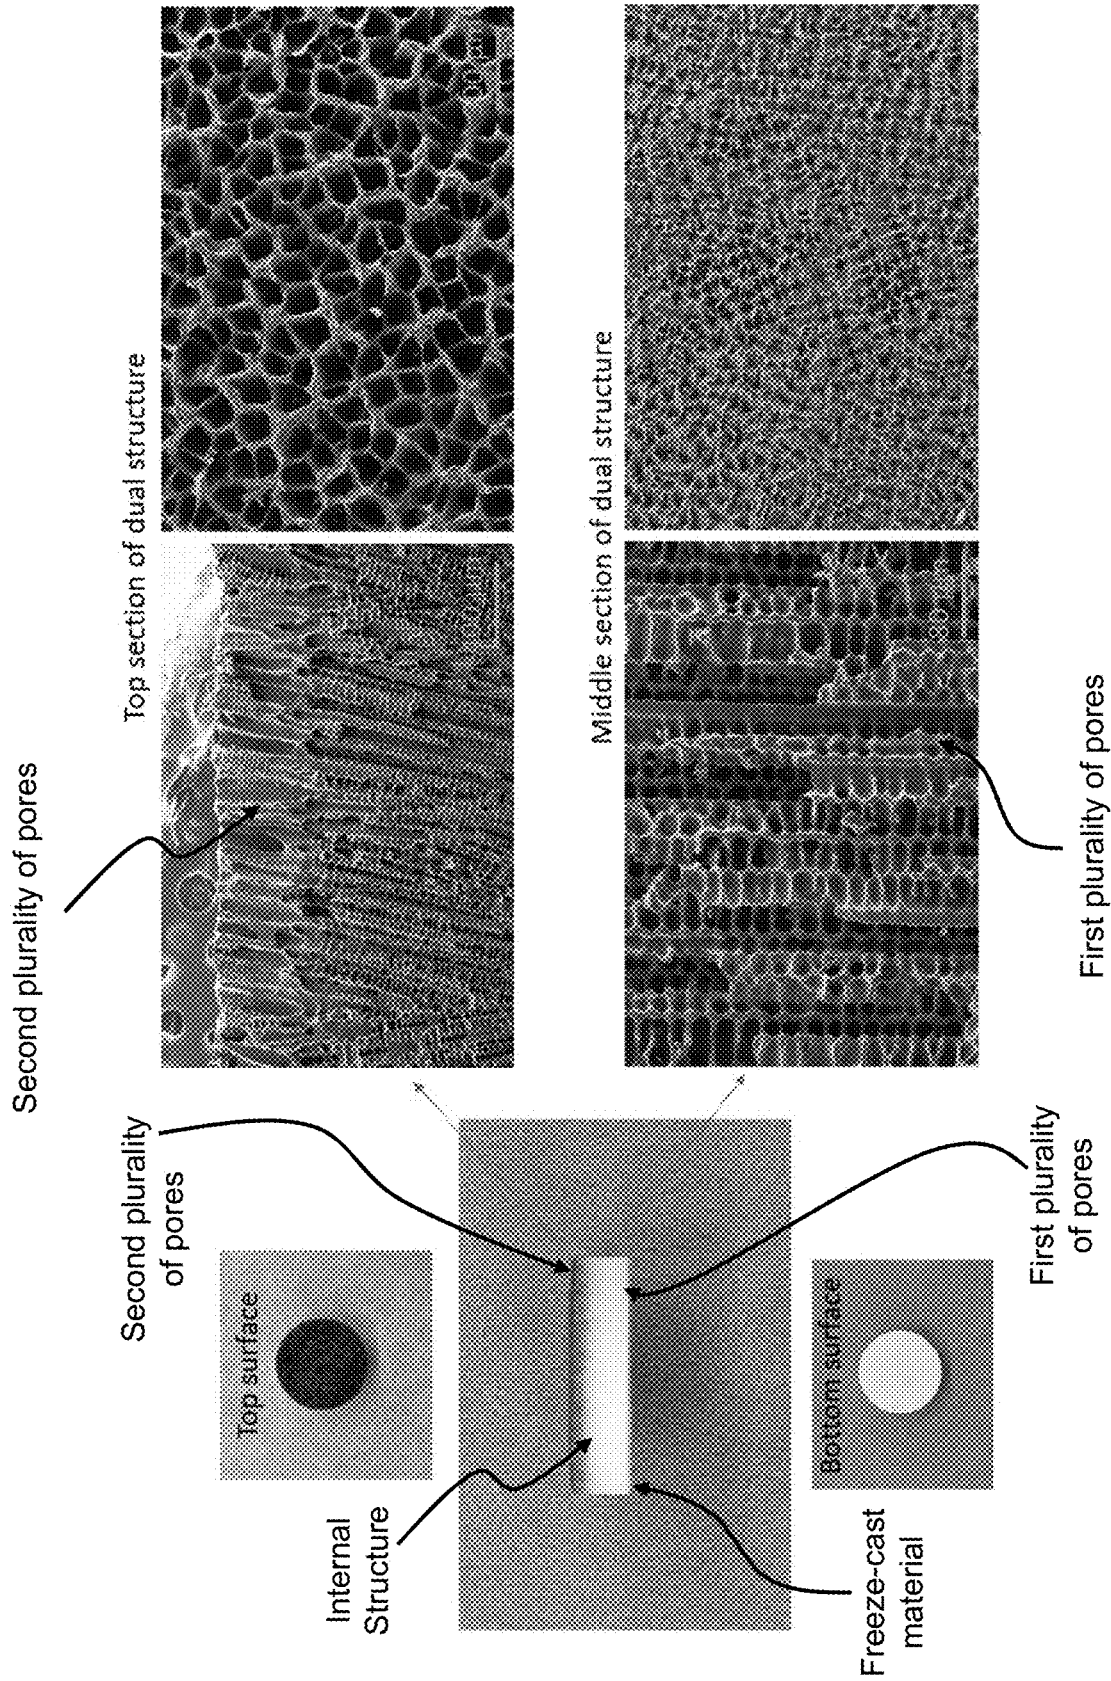 Second plurality of pores
Top section of dual structure
Second plurality
of pores
Top surface
Internal
Structure
Middle section of dual structure
Bottom surface
Freeze-cast
material
First plurality
of pores
First plurality of pores